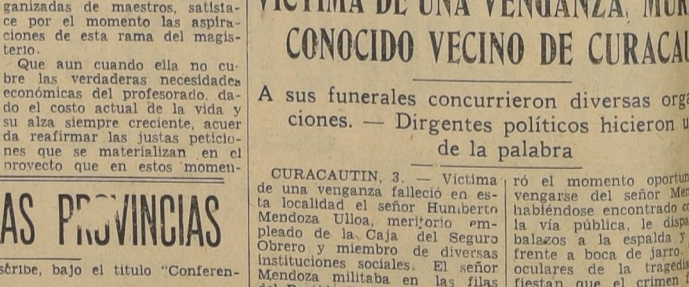 ganizadas de maestros, satisfa-
ce por el momento las aspira-
ciones de esta rama del magis-
terio.
Que aun cuando ella no cu-
bre las verdaderas necesidades
económicas del profesorado, da-
do el costo actual de la vida y
su alza siempre creciente, acuer
da reafirmar las justas peticio-
nes que se materializan en el
proyecto que en estos momen-
AS PROVINCIAS
scribe, bajo el título "Conferen-
VICTIMA DE UNA VENGANZA, MUR
CONOCIDO VECINO DE CURACAU
A sus funerales concurrieron diversas orga
ciones. — Dirgentes políticos hicieron u
de la palabra
CURACAUTIN, 3. — Víctima
de una venganza falleció en es-
ta localidad el señor Humberto
Mendoza Ulloa, meritorio em-
pleado de la Caja del Seguro
Obrero y miembro de diversas
instituciones sociales. El señor
Mendoza militaba en las filas
ró el momento oportun
vengarse del señor Men
habiéndose encontrado c
la vía pública, le dispa
balazos a la espalda y
frente a boca de jarro.
oculares de la tragedia
fiestan que el crimen